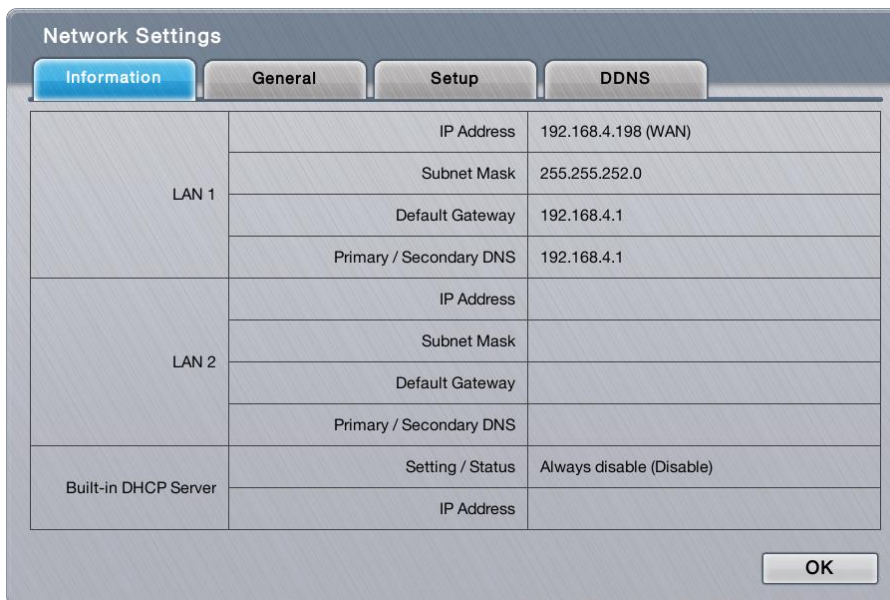 Network Settings
Information General Setup DDNS
LAN 1
IP Address 192.168.4.198 (WAN)
Subnet Mask 255.255.252.0
Default Gateway 192.168.4.1
Primary / Secondary DNS 192.168.4.1
LAN 2
IP Address
Subnet Mask
Default Gateway
Primary / Secondary DNS
Built-in DHCP Server
Setting / Status Always disable (Disable)
IP Address
OK